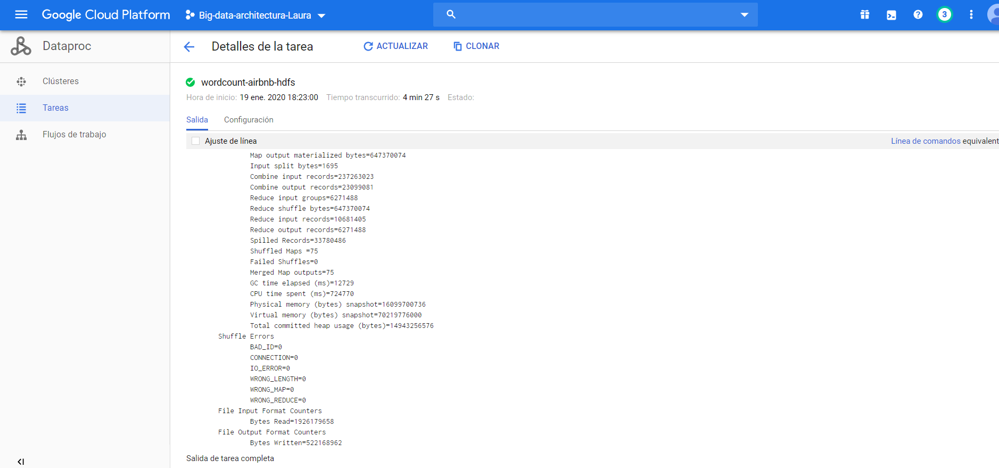 Google Cloud Platform
Big-data-architectura-Laura
3
Dataproc
Detalles de la tarea
ACTUALIZAR
CLONAR
Clústeres
Tareas
Flujos de trabajo
wordcount-airbnb-hdfs
Hora de inicio: 19 ene. 2020 18:23:00 Tiempo transcurrido: 4 min 27 s Estado:
Salida Configuración
Ajuste de línea
Línea de comandos equivalent
Map output materialized bytes=647370074
Input split bytes=1695
Combine input records=237263023
Combine output records=23099081
Reduce input groups=6271488
Reduce shuffle bytes=647370074
Reduce input records=10681405
Reduce output records=6271488
Spilled Records=33780486
Shuffled Maps =75
Failed Shuffles=0
Merged Map outputs=75
GC time elapsed (ms)=12729
CPU time spent (ms)=724770
Physical memory (bytes) snapshot=16099700736
Virtual memory (bytes) snapshot=70219776000
Total committed heap usage (bytes)=14943256576
Shuffle Errors
BAD_ID=0
CONNECTION=0
IO_ERROR=0
WRONG_LENGTH=0
WRONG_MAP=0
WRONG_REDUCE=0
File Input Format Counters
Bytes Read=1926179658
File Output Format Counters
Bytes Written=522168962
Salida de tarea completa